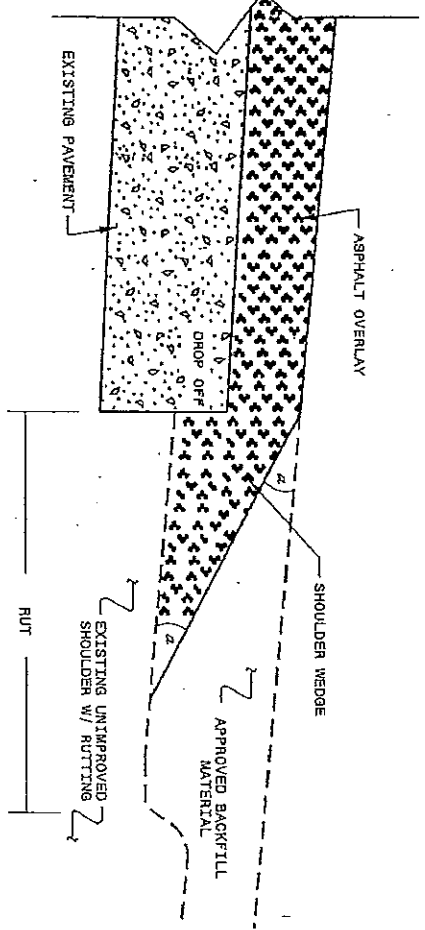 ASPHALT OVERLAY
SHOULDER WEDGE
EXISTING PAVEMENT
DROP OFF
a
a
APPROVED BACKFILL
MATERIAL
EXISTING UNIMPROVED
SHOULDER W/ RUTTING
RUT